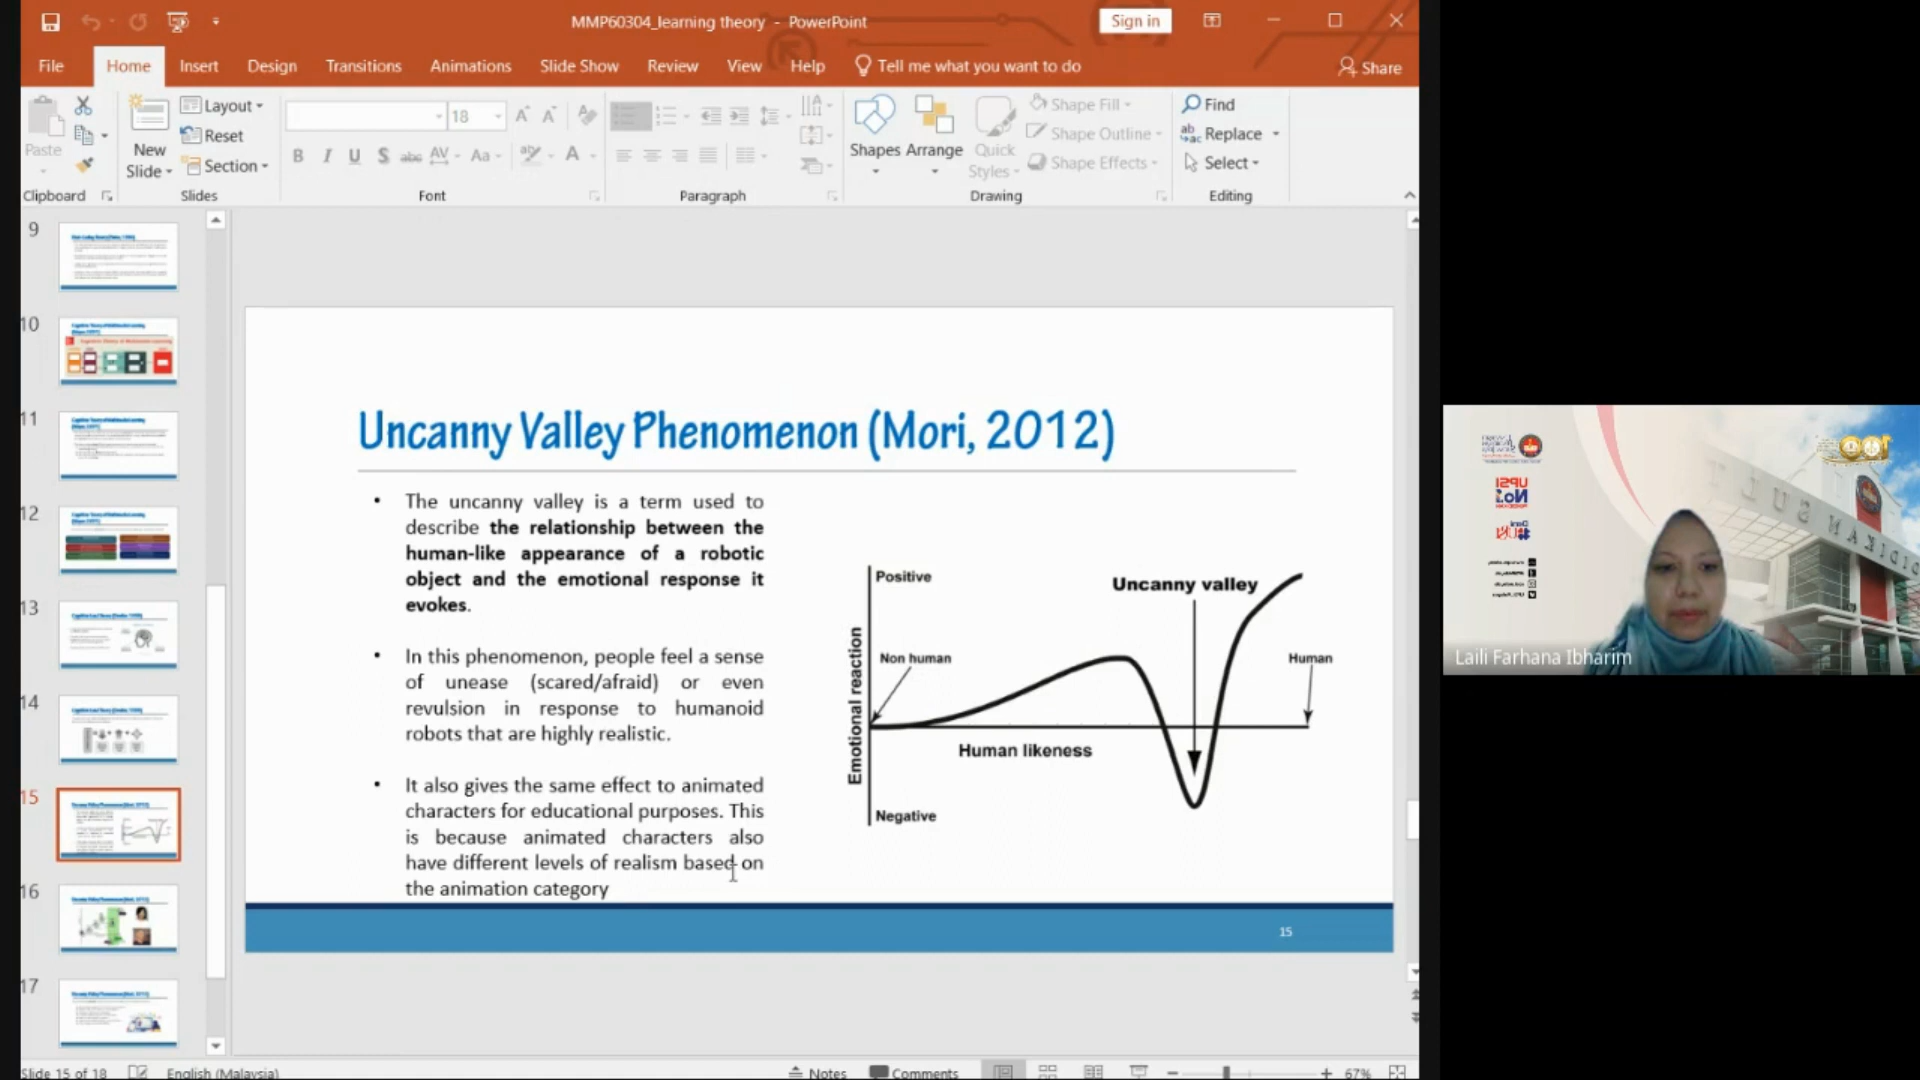 MMP60304_learning theory - PowerPoint
Sign in
File Home Insert Design Transitions Animations Slide Show Review View Help Tell me what you want to do Share
Paste
New Slide
Layout
Reset
Section
18
B I U S abc AV Aa A
Shapes Arrange Quick Styles
Shape Fill
Shape Outline
Shape Effects
Find
Replace
Select
Clipboard Slides Font Paragraph Drawing Editing
9
10
11
12
13
14
15
16
17
Uncanny Valley Phenomenon (Mori, 2012)
• The uncanny valley is a term used to
describe the relationship between the
human-like appearance of a robotic
object and the emotional response it
evokes.
• In this phenomenon, people feel a sense
of unease (scared/afraid) or even
revulsion in response to humanoid
robots that are highly realistic.
• It also gives the same effect to animated
characters for educational purposes. This
is because animated characters also
have different levels of realism based on
the animation category
Positive
Uncanny valley
Emotional reaction
Non human
Human
Human likeness
Negative
15
Laili Farhana Ibharim
Slide 15 of 18 English (Malaysia) Notes Comments 67%